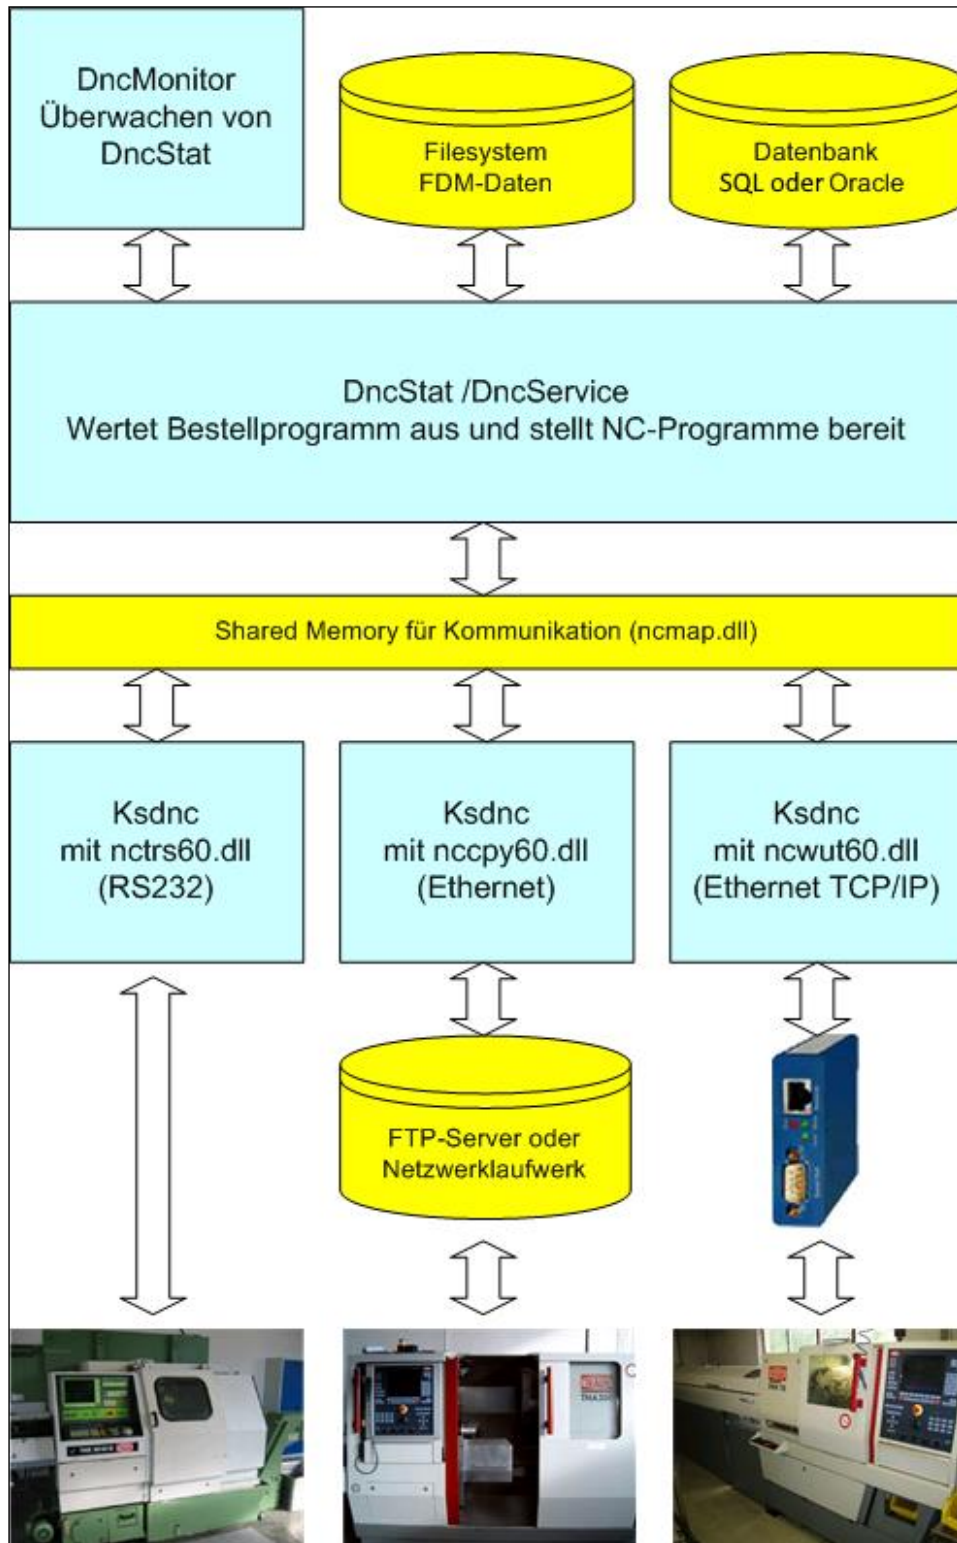 DncMonitor
Überwachen von
DncStat
Filesystem
FDM-Daten
Datenbank
SQL oder Oracle
DncStat /DncService
Wertet Bestellprogramm aus und stellt NC-Programme bereit
Shared Memory für Kommunikation (ncmap.dll)
Ksdnc
mit nctrs60.dll
(RS232)
Ksdnc
mit nccpy60.dll
(Ethernet)
Ksdnc
mit ncwut60.dll
(Ethernet TCP/IP)
FTP-Server oder
Netzwerklaufwerk